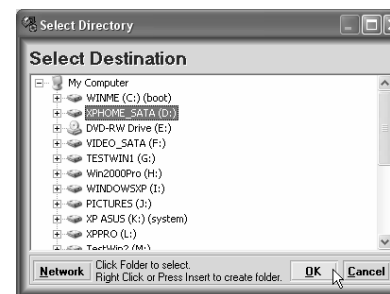 Select Directory
Select Destination
My Computer
WINME (C:) (boot)
XPHOME_SATA (D:)
DVD-RW Drive (E:)
VIDEO_SATA (F:)
TESTWIN1 (G:)
Win2000Pro (H:)
WINDOWSXP (I:)
PICTURES (J:)
XP ASUS (K:) (system)
XPPRO (L:)
TestWin2 (M:)
Network
Click Folder to select.
Right Click or Press Insert to create folder.
OK
Cancel